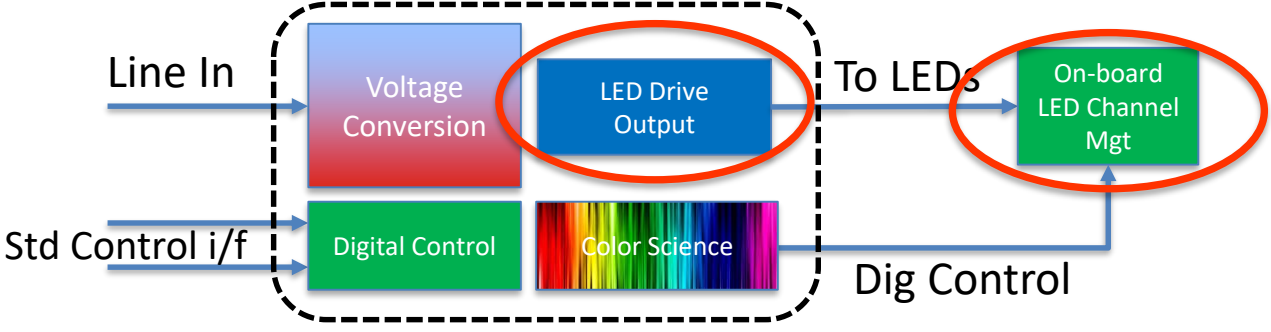 Line In
Voltage
Conversion
LED Drive
Output
To LEDs
On-board
LED Channel
Mgt
Std Control i/f
Digital Control
Color Science
Dig Control